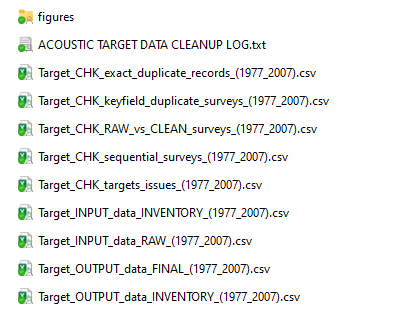 figures
ACOUSTIC TARGET DATA CLEANUP LOG.txt
Target_CHK_exact_duplicate_records_(1977_2007).csv
Target_CHK_keyfield_duplicate_surveys_(1977_2007).csv
Target_CHK_RAW_vs_CLEAN_surveys_(1977_2007).csv
Target_CHK_sequential_surveys_(1977_2007).csv
Target_CHK_targets_issues_(1977_2007).csv
Target_INPUT_data_INVENTORY_(1977_2007).csv
Target_INPUT_data_RAW_(1977_2007).csv
Target_OUTPUT_data_FINAL_(1977_2007).csv
Target_OUTPUT_data_INVENTORY_(1977_2007).csv